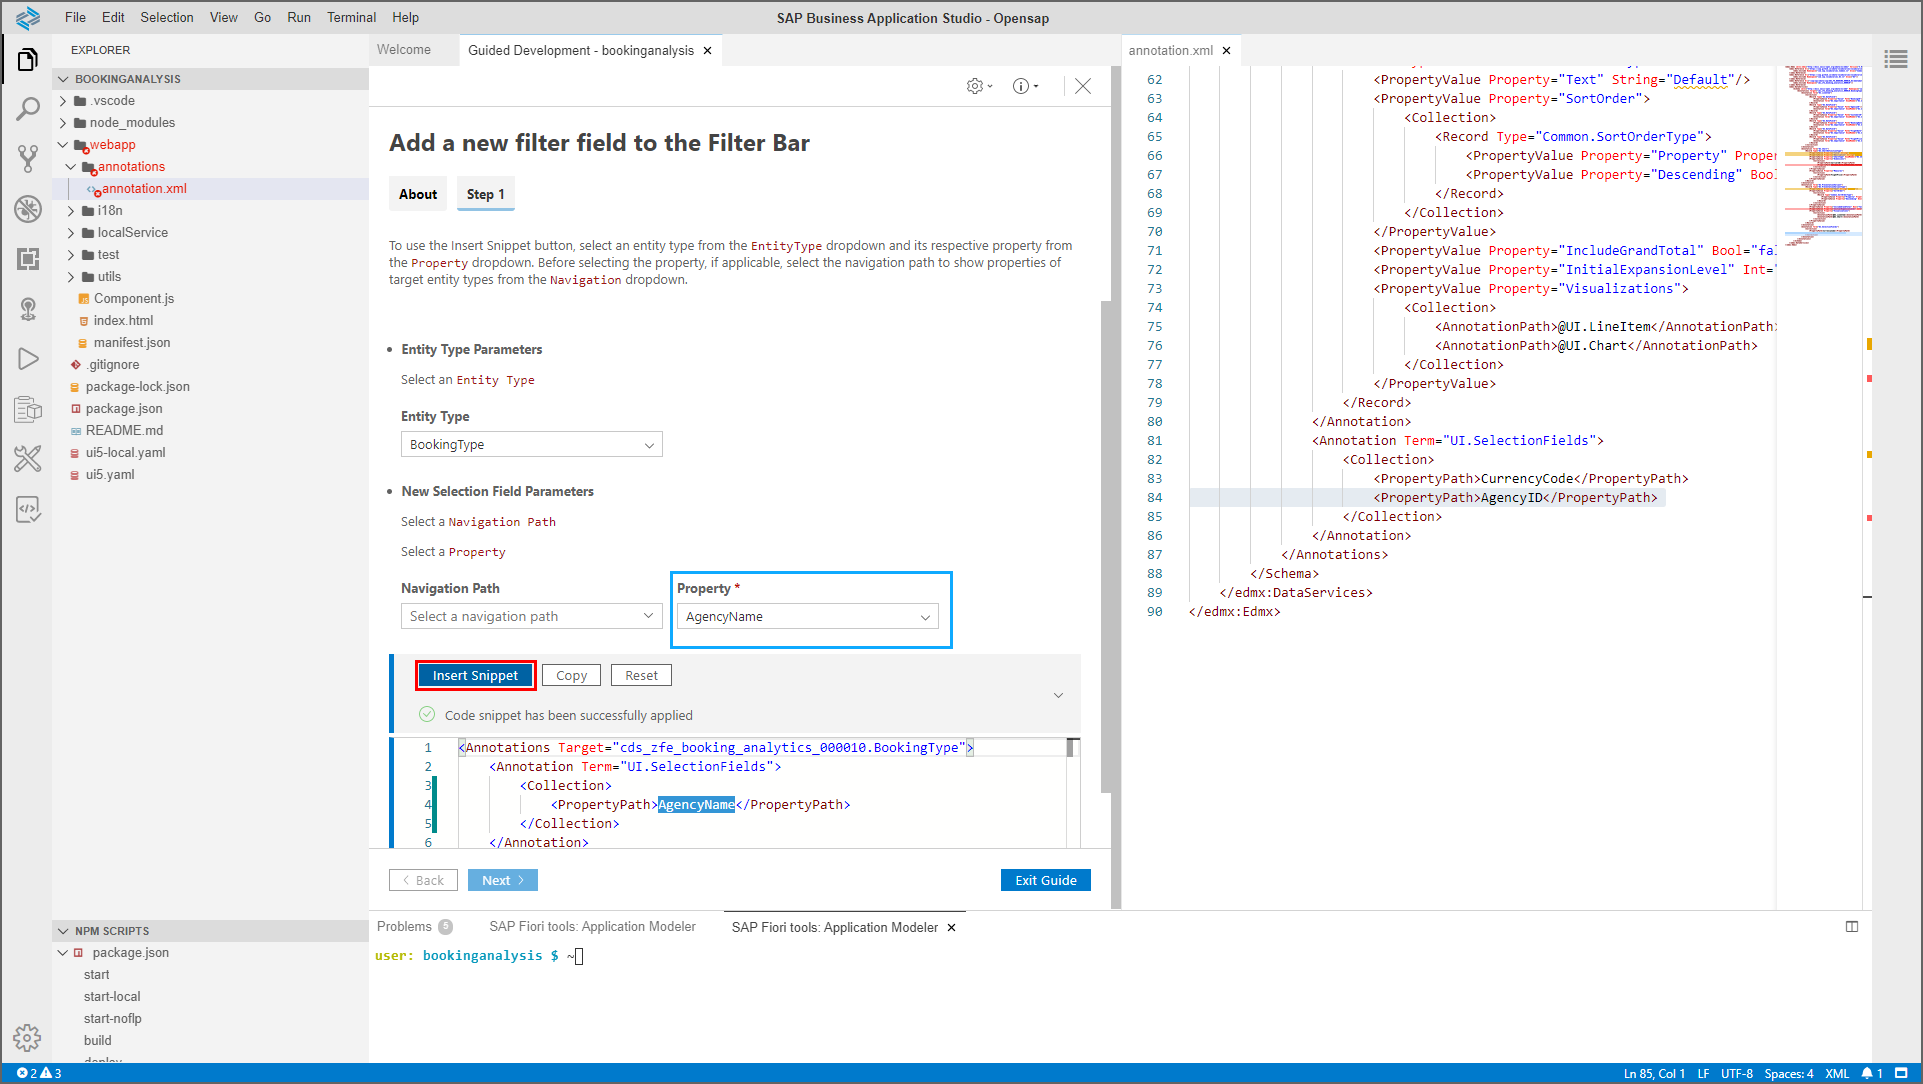 File Edit Selection View Go Run Terminal Help
SAP Business Application Studio - Opensap
EXPLORER
BOOKINGANALYSIS
.vscode
node_modules
webapp
annotations
annotation.xml
i18n
localService
test
utils
Component.js
index.html
manifest.json
.gitignore
package-lock.json
package.json
README.md
ui5-local.yaml
ui5.yaml
NPM SCRIPTS
package.json
start
start-local
start-noflp
build
deploy
Welcome
Guided Development - bookinganalysis
Add a new filter field to the Filter Bar
About
Step 1
To use the Insert Snippet button, select an entity type from the EntityType dropdown and its respective property from
the Property dropdown. Before selecting the property, if applicable, select the navigation path to show properties of
target entity types from the Navigation dropdown.
• Entity Type Parameters
Select an Entity Type
Entity Type
BookingType
• New Selection Field Parameters
Select a Navigation Path
Select a Property
Navigation Path
Select a navigation path
Property *
AgencyName
Insert Snippet
Copy
Reset
Code snippet has been successfully applied
1 <Annotations Target="cds_zfe_booking_analytics_000010.BookingType">
2 <Annotation Term="UI.SelectionFields">
3 <Collection>
4 <PropertyPath>AgencyName</PropertyPath>
5 </Collection>
6 </Annotation>
< Back
Next >
Exit Guide
annotation.xml
62 <PropertyValue Property="Text" String="Default"/>
63 <PropertyValue Property="SortOrder">
64 <Collection>
65 <Record Type="Common.SortOrderType">
66 <PropertyValue Property="Property" Proper
67 <PropertyValue Property="Descending" Bool
68 </Record>
69 </Collection>
70 </PropertyValue>
71 <PropertyValue Property="IncludeGrandTotal" Bool="fal
72 <PropertyValue Property="InitialExpansionLevel" Int="
73 <PropertyValue Property="Visualizations">
74 <Collection>
75 <AnnotationPath>@UI.LineItem</AnnotationPath>
76 <AnnotationPath>@UI.Chart</AnnotationPath>
77 </Collection>
78 </PropertyValue>
79 </Record>
80 </Annotation>
81 <Annotation Term="UI.SelectionFields">
82 <Collection>
83 <PropertyPath>CurrencyCode</PropertyPath>
84 <PropertyPath>AgencyID</PropertyPath>
85 </Collection>
86 </Annotation>
87 </Annotations>
88 </Schema>
89 </edmx:DataServices>
90 </edmx:Edmx>
Problems 5
SAP Fiori tools: Application Modeler
SAP Fiori tools: Application Modeler
user: bookinganalysis $ ~
2 3
Ln 85, Col 1 LF UTF-8 Spaces: 4 XML 1